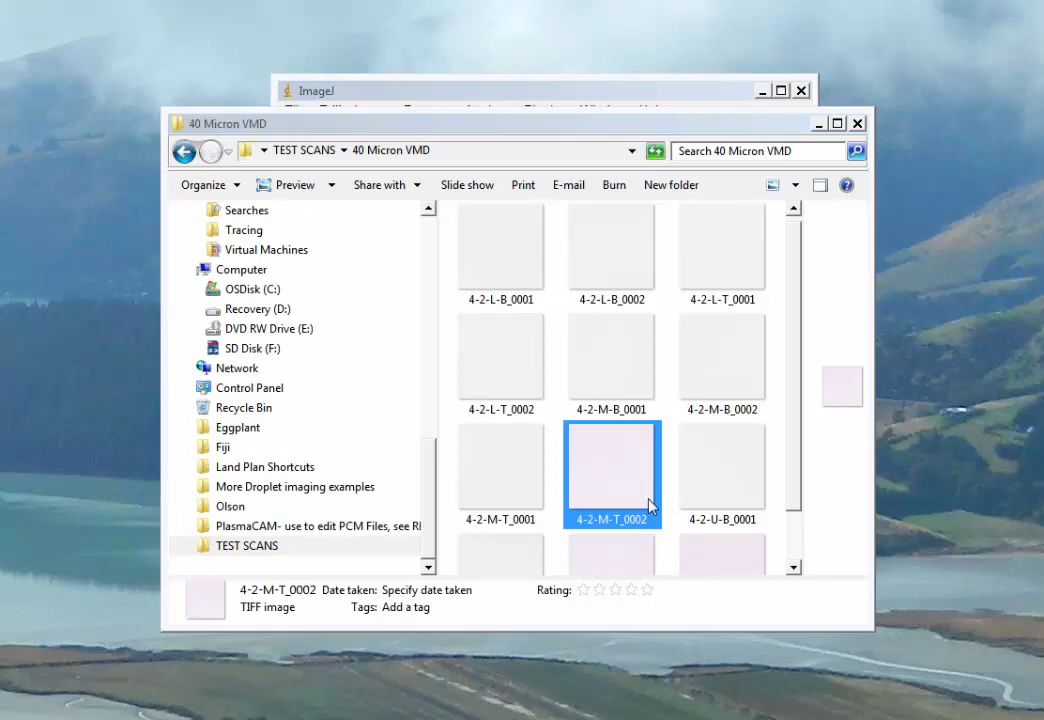 ImageJ
40 Micron VMD
TEST SCANS 40 Micron VMD
Search 40 Micron VMD
Organize Preview Share with Slide show Print E-mail Burn New folder
Searches
Tracing
Virtual Machines
Computer
OSDisk (C:)
Recovery (D:)
DVD RW Drive (E:)
SD Disk (F:)
Network
Control Panel
Recycle Bin
Eggplant
Fiji
Land Plan Shortcuts
More Droplet imaging examples
Olson
PlasmaCAM- use to edit PCM Files, see RI
TEST SCANS
4-2-L-B_0001 4-2-L-B_0002 4-2-L-T_0001
4-2-L-T_0002 4-2-M-B_0001 4-2-M-B_0002
4-2-M-T_0001 4-2-M-T_0002 4-2-U-B_0001
4-2-M-T_0002 Date taken: Specify date taken Rating:
TIFF image Tags: Add a tag